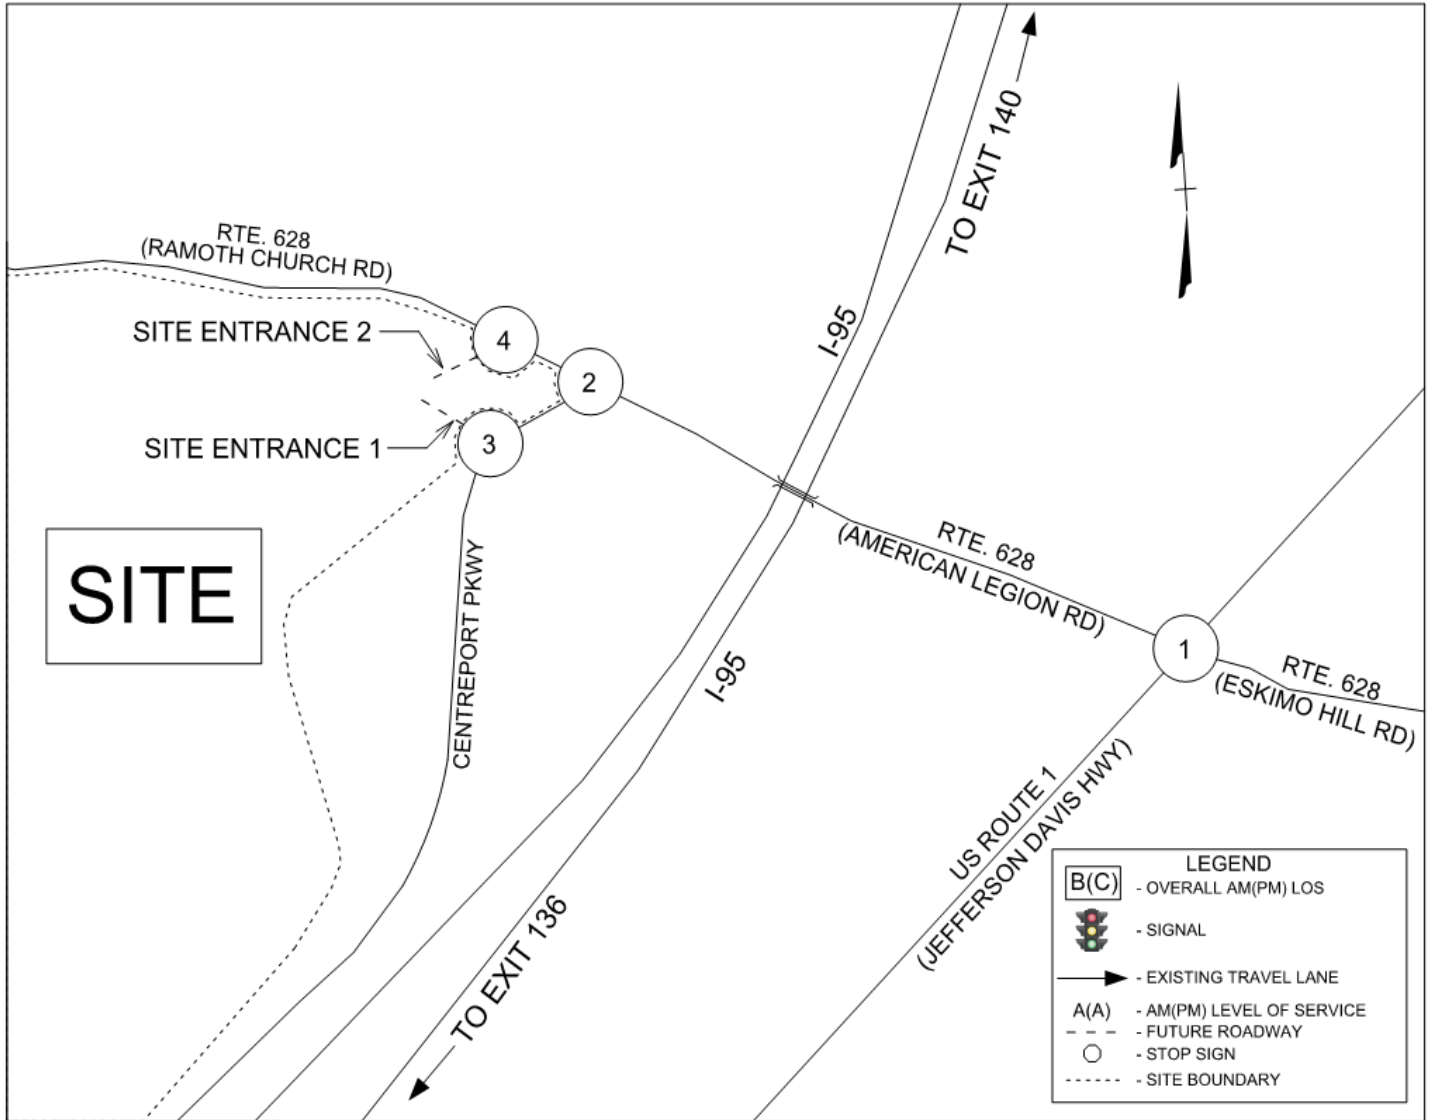 TO EXIT 140
RTE. 628
(RAMOTH CHURCH RD)
SITE ENTRANCE 2
4
2
I-95
SITE ENTRANCE 1
3
SITE
CENTREPORT PKWY
RTE. 628
(AMERICAN LEGION RD)
1
RTE. 628
(ESKIMO HILL RD)
I-95
US ROUTE 1
(JEFFERSON DAVIS HWY)
TO EXIT 136
LEGEND
B(C) - OVERALL AM(PM) LOS
- SIGNAL
- EXISTING TRAVEL LANE
A(A) - AM(PM) LEVEL OF SERVICE
- FUTURE ROADWAY
- STOP SIGN
- SITE BOUNDARY